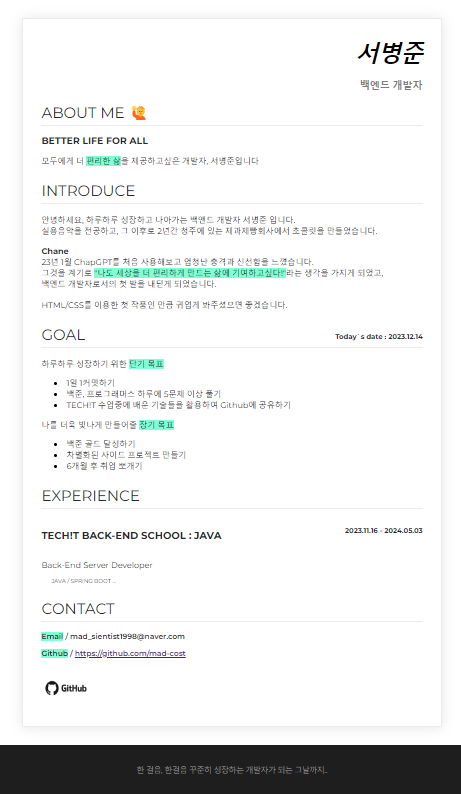 서병준
백엔드 개발자
ABOUT ME 🙋
BETTER LIFE FOR ALL
모두에게 더 편리한 삶을 제공하고싶은 개발자, 서병준입니다
INTRODUCE
안녕하세요, 하루하루 성장하고 나아가는 백앤드 개발자 서병준 입니다.
실용음악을 전공하고, 그 이후로 2년간 청주에 있는 제과제빵회사에서 초콜릿을 만들었습니다.
Chane
23년 1월 ChapGPT를 처음 사용해보고 엄청난 충격과 신선함을 느꼈습니다.
그것을 계기로 "나도 세상을 더 편리하게 만드는 삶에 기여하고싶다!"라는 생각을 가지게 되었고,
백앤드 개발자로서의 첫 발을 내딛게 되었습니다.
HTML/CSS를 이용한 첫 작품인 만큼 귀엽게 봐주셨으면 좋겠습니다.
GOAL
Today`s date : 2023.12.14
하루하루 성장하기 위한 단기 목표
1일 1커밋하기
백준, 프로그래머스 하루에 5문제 이상 풀기
TECH!T 수업중에 배운 기술들을 활용하여 Github에 공유하기
나를 더욱 빛나게 만들어줄 장기 목표
백준 골드 달성하기
차별화된 사이드 프로젝트 만들기
6개월 후 취업 뽀개기
EXPERIENCE
TECH!T BACK-END SCHOOL : JAVA
2023.11.16 - 2024.05.03
Back-End Server Developer
JAVA / SPRING BOOT ...
CONTACT
Email / mad_sientist1998@naver.com
Github / https://github.com/mad-cost
GitHub
한 걸음, 한걸음 꾸준히 성장하는 개발자가 되는 그날까지..